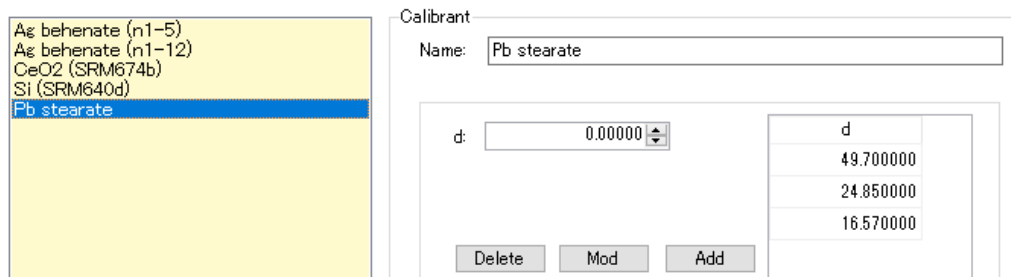 Ag behenate (n1-5)
Ag behenate (n1-12)
CeO2 (SRM674b)
Si (SRM640d)
Pb stearate
Calibrant
Name: Pb stearate
d: 0.00000
d
49.700000
24.850000
16.570000
Delete Mod Add